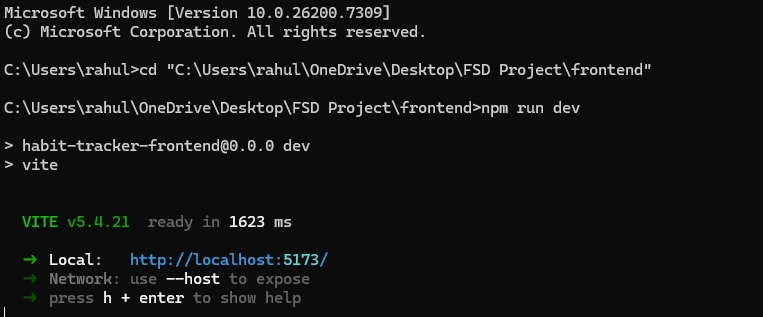 Microsoft Windows [Version 10.0.26200.7309]
(c) Microsoft Corporation. All rights reserved.
C:\Users\rahul>cd "C:\Users\rahul\OneDrive\Desktop\FSD Project\frontend"
C:\Users\rahul\OneDrive\Desktop\FSD Project\frontend>npm run dev
> habit-tracker-frontend@0.0.0 dev
> vite
VITE v5.4.21  ready in 1623 ms
➜  Local:   http://localhost:5173/
➜  Network: use --host to expose
➜  press h + enter to show help